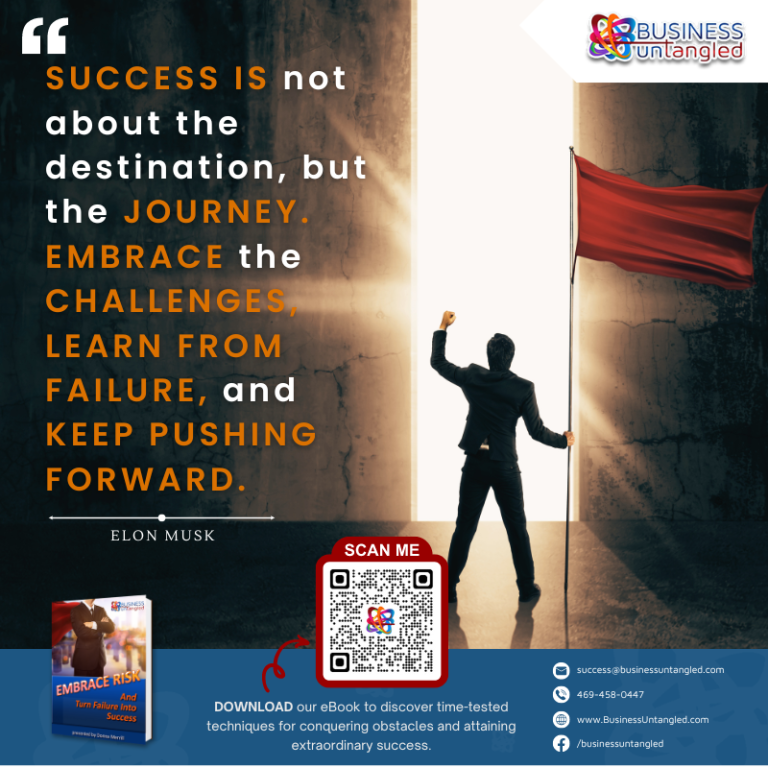 BUSINESS
untangled
“
SUCCESS IS not
about the
destination, but
the JOURNEY.
EMBRACE the
CHALLENGES,
LEARN FROM
FAILURE, and
KEEP PUSHING
FORWARD.
ELON MUSK
SCAN ME
BUSINESS
untangled
EMBRACE RISK
And
Turn Failure Into
Success
presented by Donna Merrill
DOWNLOAD our eBook to discover time-tested
techniques for conquering obstacles and attaining
extraordinary success.
success@businessuntangled.com
469-458-0447
www.BusinessUntangled.com
/businessuntangled